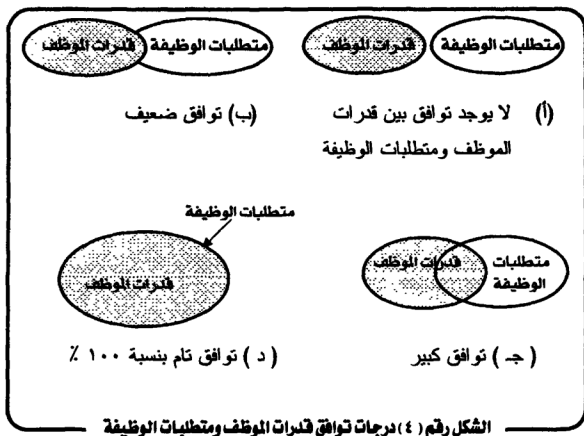 متطلبات الوظيفة
قدرات الموظف
(أ) لا يوجد توافق بين قدرات
الموظف ومتطلبات الوظيفة
متطلبات الوظيفة
قدرات الموظف
(ب) توافق ضعيف
متطلبات
الوظيفة
قدرات الموظف
( جـ ) توافق كبير
متطلبات الوظيفة
قدرات الموظف
( د ) توافق تام بنسبة ١٠٠ ٪
الشكل رقم ( ٤ ) درجات توافق قدرات الموظف ومتطلبات الوظيفة